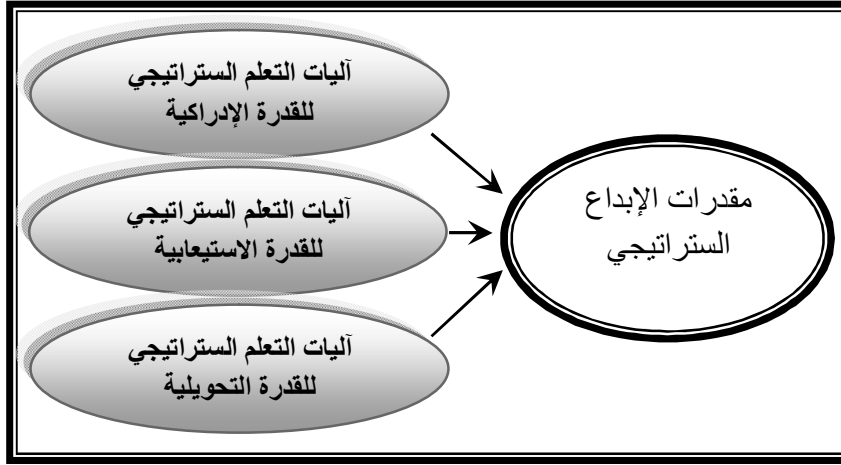 آليات التعلم الستراتيجي
للقدرة الإدراكية
آليات التعلم الستراتيجي
للقدرة الاستيعابية
آليات التعلم الستراتيجي
للقدرة التحويلية
مقدرات الإبداع
الستراتيجي